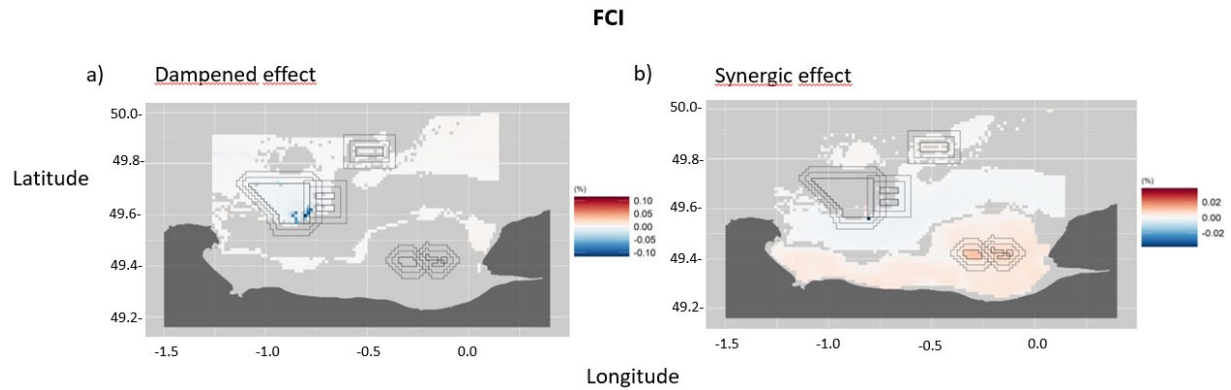 FCI
a) Dampened effect
b) Synergic effect
Latitude
50.0-
49.8-
49.6-
49.4-
49.2-
-1.5 -1.0 -0.5 0.0
(%)
0.10
0.05
0.00
-0.05
-0.10
50.0-
49.8-
49.6-
49.4-
49.2-
-1.5 -1.0 -0.5 0.0
(%)
0.02
0.00
-0.02
Longitude